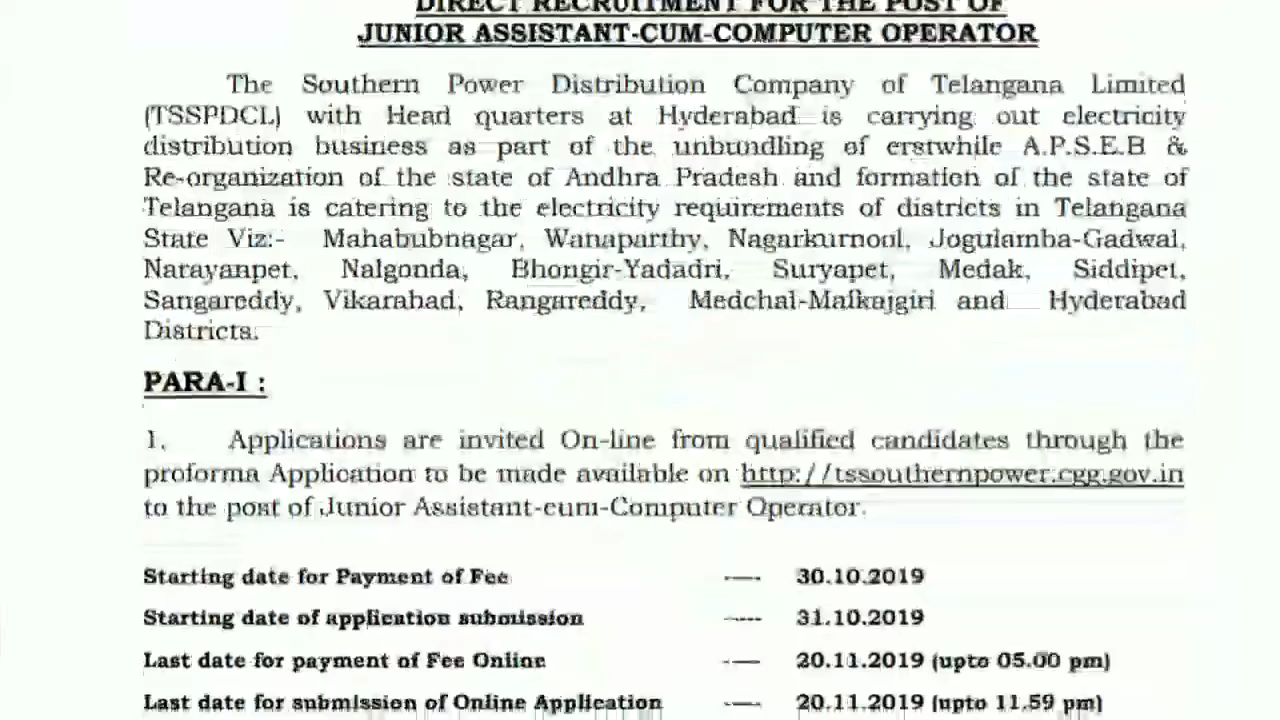 DIRECT RECRUITMENT FOR THE POST OF
JUNIOR ASSISTANT-CUM-COMPUTER OPERATOR
The Southern Power Distribution Company of Telangana Limited
(TSSPDCL) with Head quarters at Hyderabad is carrying out electricity
distribution business as part of the unbundling of erstwhile A.P.S.E.B &
Re-organization of the state of Andhra Pradesh and formation of the state of
Telangana is catering to the electricity requirements of districts in Telangana
State Viz:- Mahabubnagar, Wanaparthy, Nagarkurnool, Jogulamba-Gadwal,
Narayanpet, Nalgonda, Bhongir-Yadadri, Suryapet, Medak, Siddipet,
Sangareddy, Vikarabad, Rangareddy, Medchal-Malkajgiri and Hyderabad
Districts.
PARA-I :
1. Applications are invited On-line from qualified candidates through the
proforma Application to be made available on http://tssouthernpower.cgg.gov.in
to the post of Junior Assistant-cum-Computer Operator.
Starting date for Payment of Fee ---- 30.10.2019
Starting date of application submission ---- 31.10.2019
Last date for payment of Fee Online ---- 20.11.2019 (upto 05.00 pm)
Last date for submission of Online Application ---- 20.11.2019 (upto 11.59 pm)